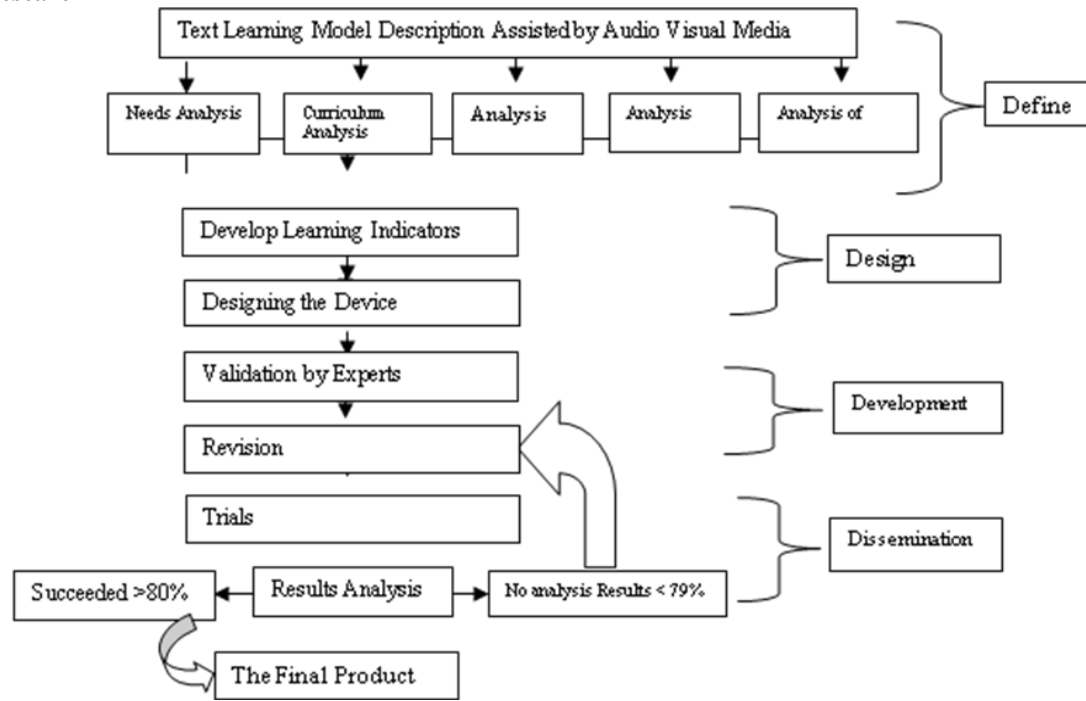 Text Learning Model Description Assisted by Audio Visual Media
Needs Analysis
Curriculum
Analysis
Analysis
Analysis
Analysis of
Define
Develop Learning Indicators
Designing the Device
Design
Validation by Experts
Revision
Development
Trials
Dissemination
Succeeded >80%
Results Analysis
No analysis Results < 79%
The Final Product